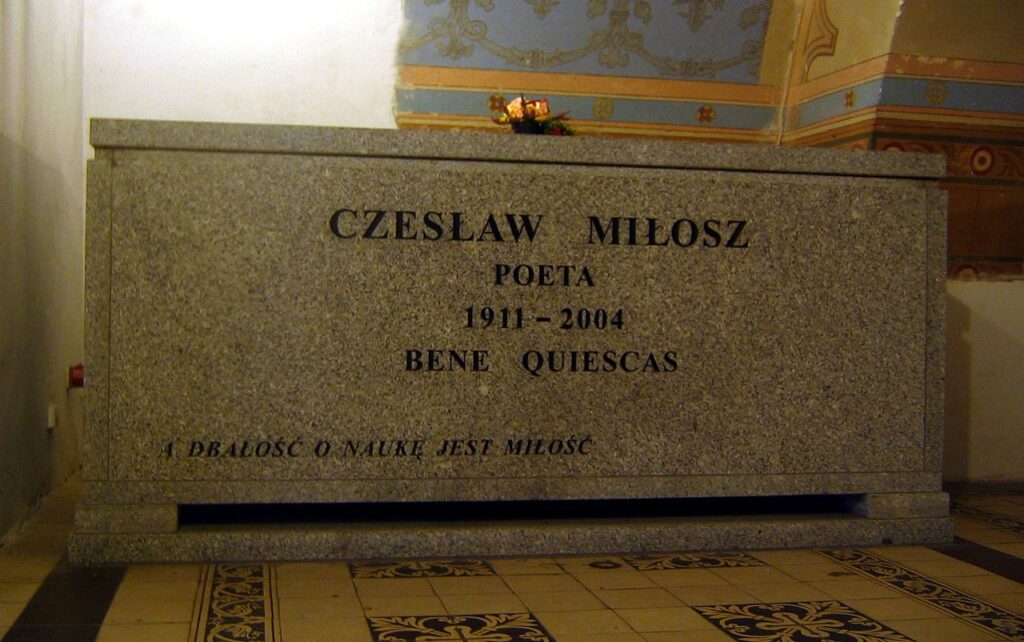 CZESŁAW MIŁOSZ
POETA
1911 – 2004
BENE QUIESCAS
A DBAŁOŚĆ O NAUKĘ JEST MIŁOŚĆ